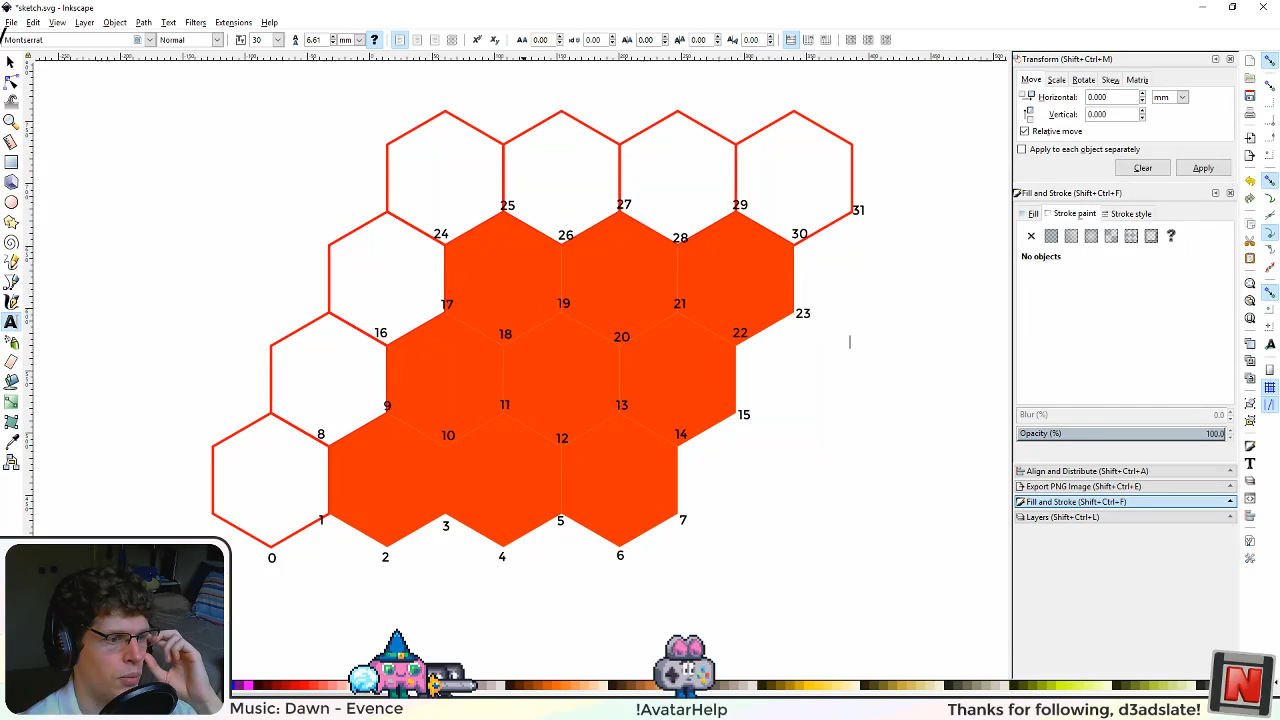 *sketch.svg - Inkscape
File Edit View Layer Object Path Text Filters Extensions Help
Montserrat Normal 30 6.61 mm ? 0.00 0.00 0.00 0.00 0.00
Transform (Shift+Ctrl+M)
Move Scale Rotate Skew Matrix
Horizontal: 0.000 mm
Vertical: 0.000
Relative move
Apply to each object separately
Clear Apply
Fill and Stroke (Shift+Ctrl+F)
Fill Stroke paint Stroke style
No objects
Blur (%) 0.0
Opacity (%) 100.0
Align and Distribute (Shift+Ctrl+A)
Export PNG Image (Shift+Ctrl+E)
Fill and Stroke (Shift+Ctrl+F)
Layers (Shift+Ctrl+L)
25 27 29 31
24 26 28 30
17 19 21 23
16 18 20 22
9 11 13 15
8 10 12 14
1 3 5 7
0 2 4 6
Music: Dawn - Evence
!AvatarHelp
Thanks for following, d3adslate!
N